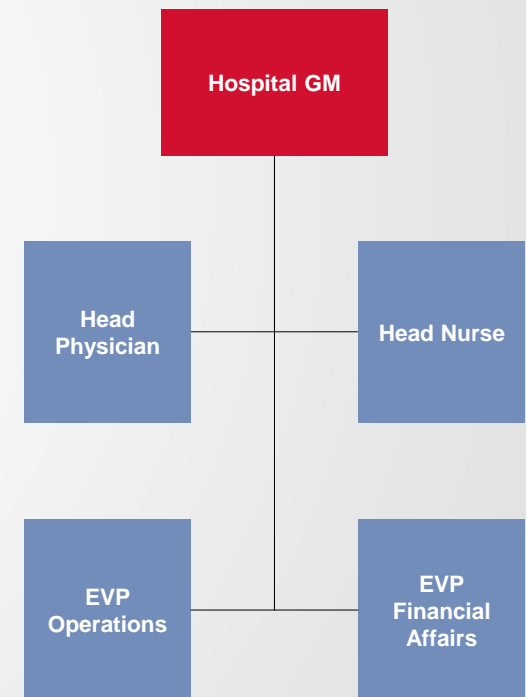 Hospital GM
Head
Physician
Head Nurse
EVP
Operations
EVP
Financial
Affairs